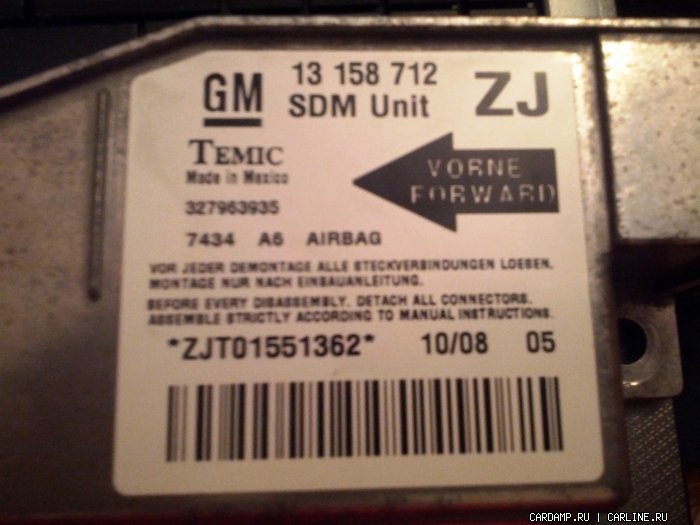 GM
13 158 712
SDM Unit
ZJ
TEMIC
Made in Mexico
VORNE
FORWARD
327963935
7434 A6 AIRBAG
VOR JEDER DEMONTAGE ALLE STECKVERBINDUNGEN LOESEN.
MONTAGE NUR NACH EINBAUANLEITUNG.
BEFORE EVERY DISASSEMBLY. DETACH ALL CONNECTORS.
ASSEMBLE STRICTLY ACCORDING TO MANUAL INSTRUCTIONS.
*ZJT01551362* 10/08 05
CARDAMP.RU | CARLINE.RU